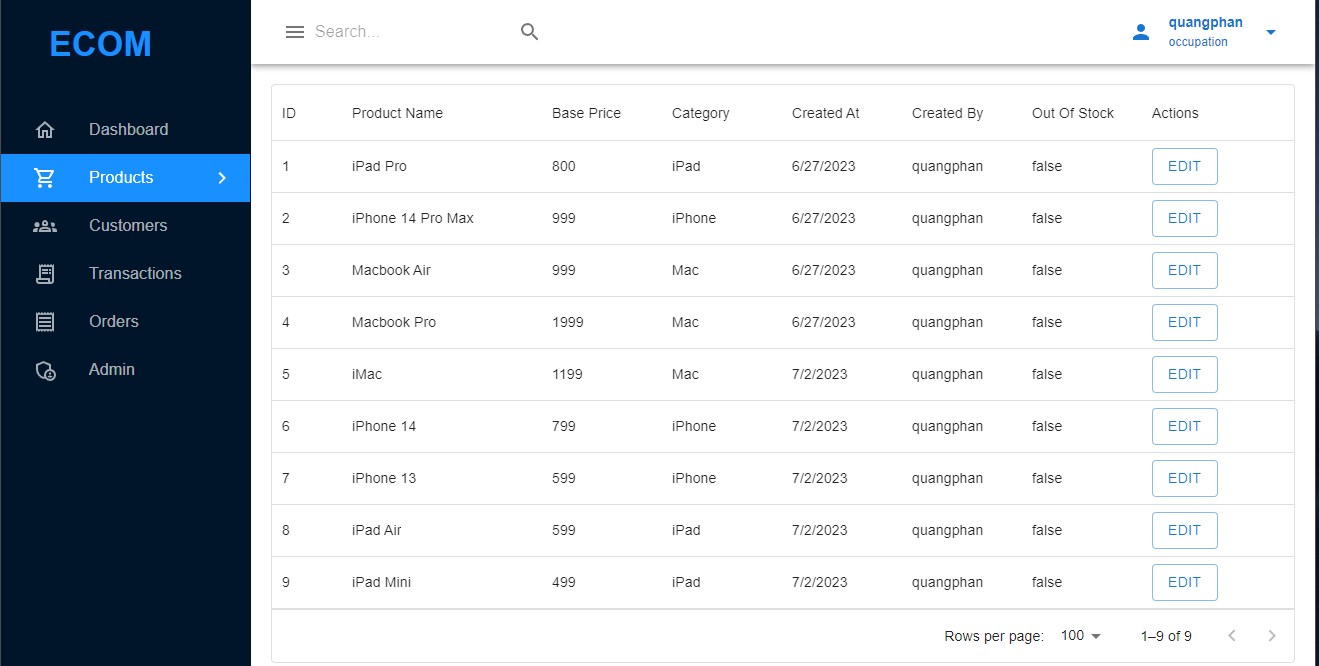 ECOM
Search...
quangphan
occupation
Dashboard
Products
Customers
Transactions
Orders
Admin
ID Product Name Base Price Category Created At Created By Out Of Stock Actions
1 iPad Pro 800 iPad 6/27/2023 quangphan false EDIT
2 iPhone 14 Pro Max 999 iPhone 6/27/2023 quangphan false EDIT
3 Macbook Air 999 Mac 6/27/2023 quangphan false EDIT
4 Macbook Pro 1999 Mac 6/27/2023 quangphan false EDIT
5 iMac 1199 Mac 7/2/2023 quangphan false EDIT
6 iPhone 14 799 iPhone 7/2/2023 quangphan false EDIT
7 iPhone 13 599 iPhone 7/2/2023 quangphan false EDIT
8 iPad Air 599 iPad 7/2/2023 quangphan false EDIT
9 iPad Mini 499 iPad 7/2/2023 quangphan false EDIT
Rows per page: 100 1–9 of 9